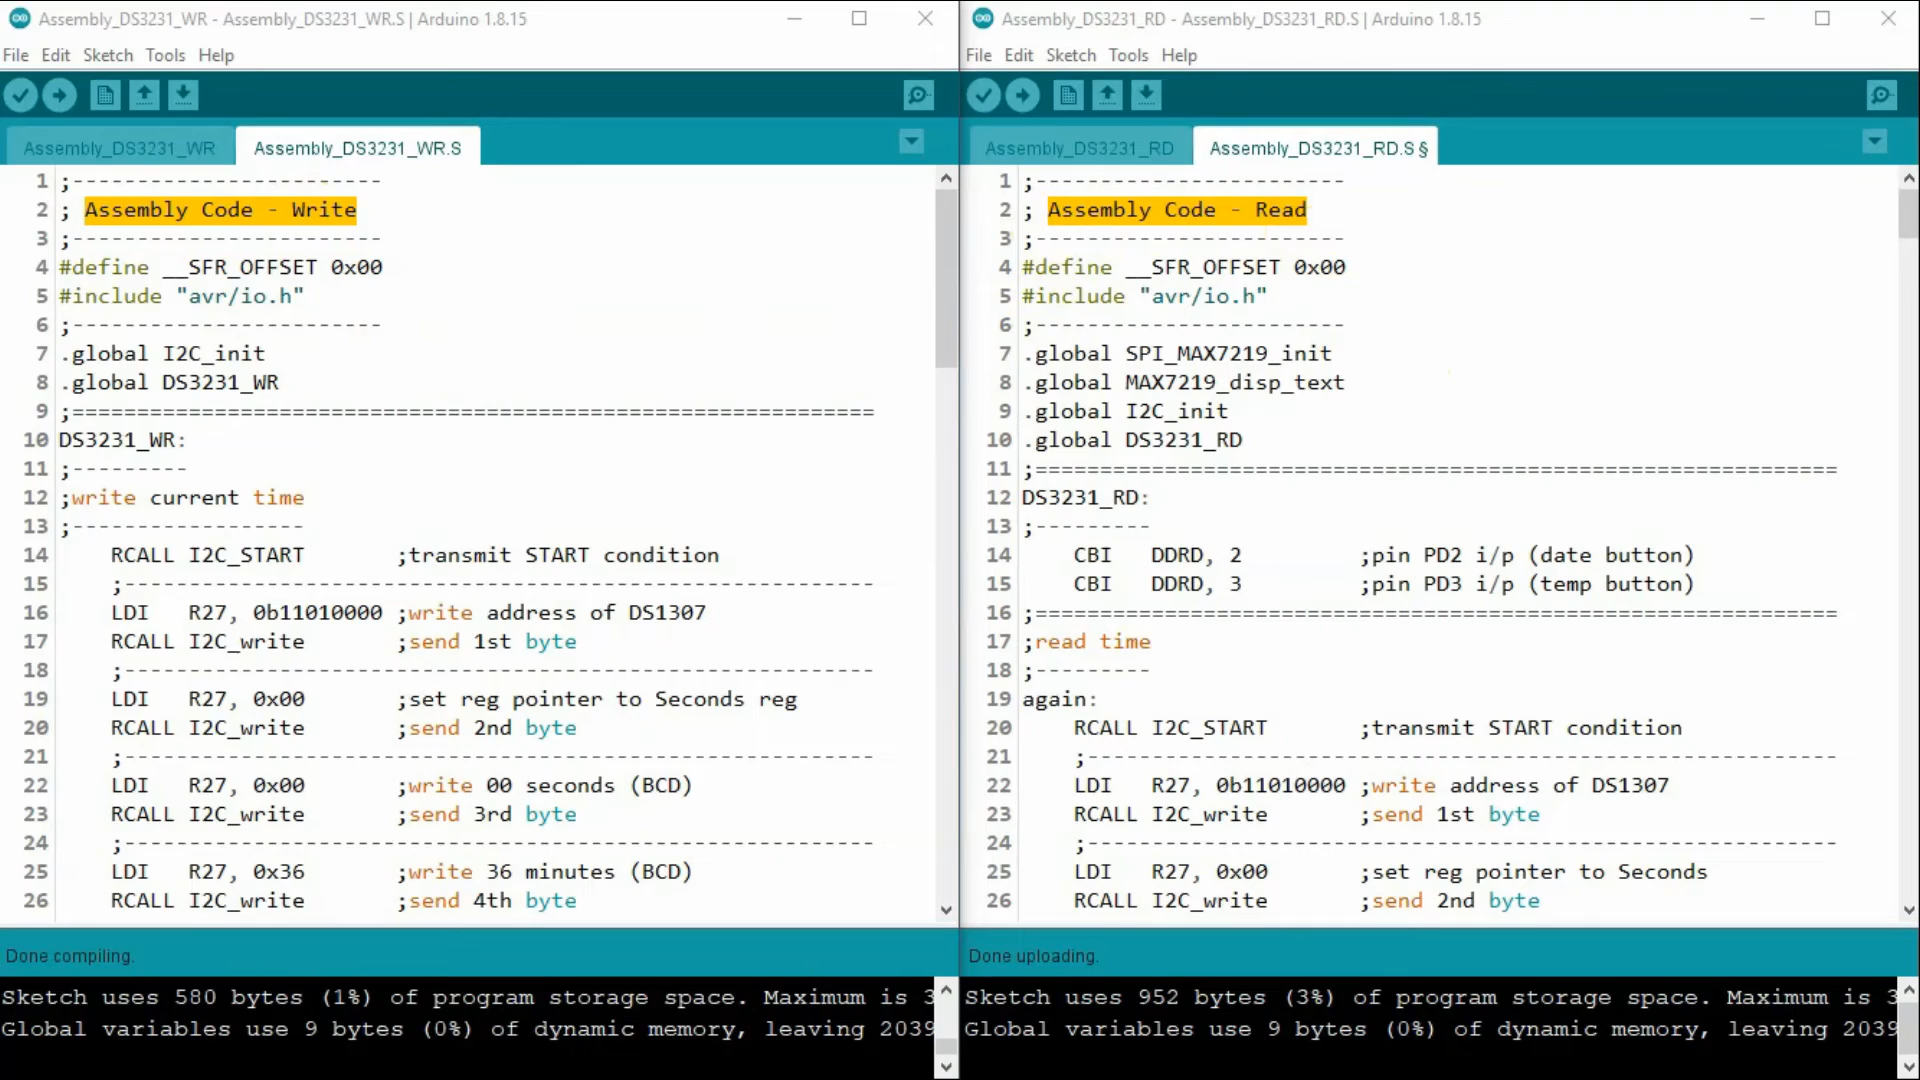 Assembly_DS3231_WR - Assembly_DS3231_WR.S | Arduino 1.8.15
File Edit Sketch Tools Help
Assembly_DS3231_WR Assembly_DS3231_WR.S
1 ;------------------------
2 ; Assembly Code - Write
3 ;------------------------
4 #define __SFR_OFFSET 0x00
5 #include "avr/io.h"
6 ;------------------------
7 .global I2C_init
8 .global DS3231_WR
9 ;==============================================================
10 DS3231_WR:
11 ;---------
12 ;write current time
13 ;------------------
14 RCALL I2C_START ;transmit START condition
15 ;----------------------------------------------------------
16 LDI R27, 0b11010000 ;write address of DS1307
17 RCALL I2C_write ;send 1st byte
18 ;----------------------------------------------------------
19 LDI R27, 0x00 ;set reg pointer to Seconds reg
20 RCALL I2C_write ;send 2nd byte
21 ;----------------------------------------------------------
22 LDI R27, 0x00 ;write 00 seconds (BCD)
23 RCALL I2C_write ;send 3rd byte
24 ;----------------------------------------------------------
25 LDI R27, 0x36 ;write 36 minutes (BCD)
26 RCALL I2C_write ;send 4th byte
Done compiling.
Sketch uses 580 bytes (1%) of program storage space. Maximum is 3
Global variables use 9 bytes (0%) of dynamic memory, leaving 2039
Assembly_DS3231_RD - Assembly_DS3231_RD.S | Arduino 1.8.15
File Edit Sketch Tools Help
Assembly_DS3231_RD Assembly_DS3231_RD.S §
1 ;------------------------
2 ; Assembly Code - Read
3 ;------------------------
4 #define __SFR_OFFSET 0x00
5 #include "avr/io.h"
6 ;------------------------
7 .global SPI_MAX7219_init
8 .global MAX7219_disp_text
9 .global I2C_init
10 .global DS3231_RD
11 ;==============================================================
12 DS3231_RD:
13 ;---------
14 CBI DDRD, 2 ;pin PD2 i/p (date button)
15 CBI DDRD, 3 ;pin PD3 i/p (temp button)
16 ;==============================================================
17 ;read time
18 ;---------
19 again:
20 RCALL I2C_START ;transmit START condition
21 ;----------------------------------------------------------
22 LDI R27, 0b11010000 ;write address of DS1307
23 RCALL I2C_write ;send 1st byte
24 ;----------------------------------------------------------
25 LDI R27, 0x00 ;set reg pointer to Seconds
26 RCALL I2C_write ;send 2nd byte
Done uploading.
Sketch uses 952 bytes (3%) of program storage space. Maximum is 3
Global variables use 9 bytes (0%) of dynamic memory, leaving 2039